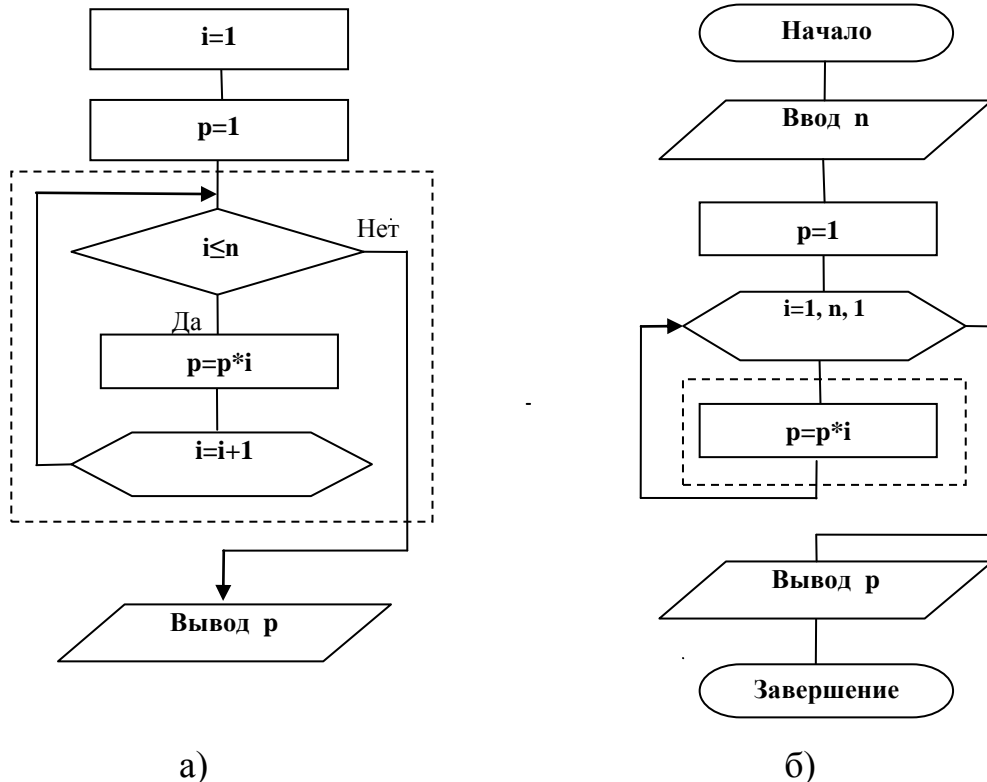 i=1
p=1
i≤n
Нет
Да
p=p*i
i=i+1
Вывод p
а)
Начало
Ввод n
p=1
i=1, n, 1
p=p*i
Вывод p
Завершение
б)